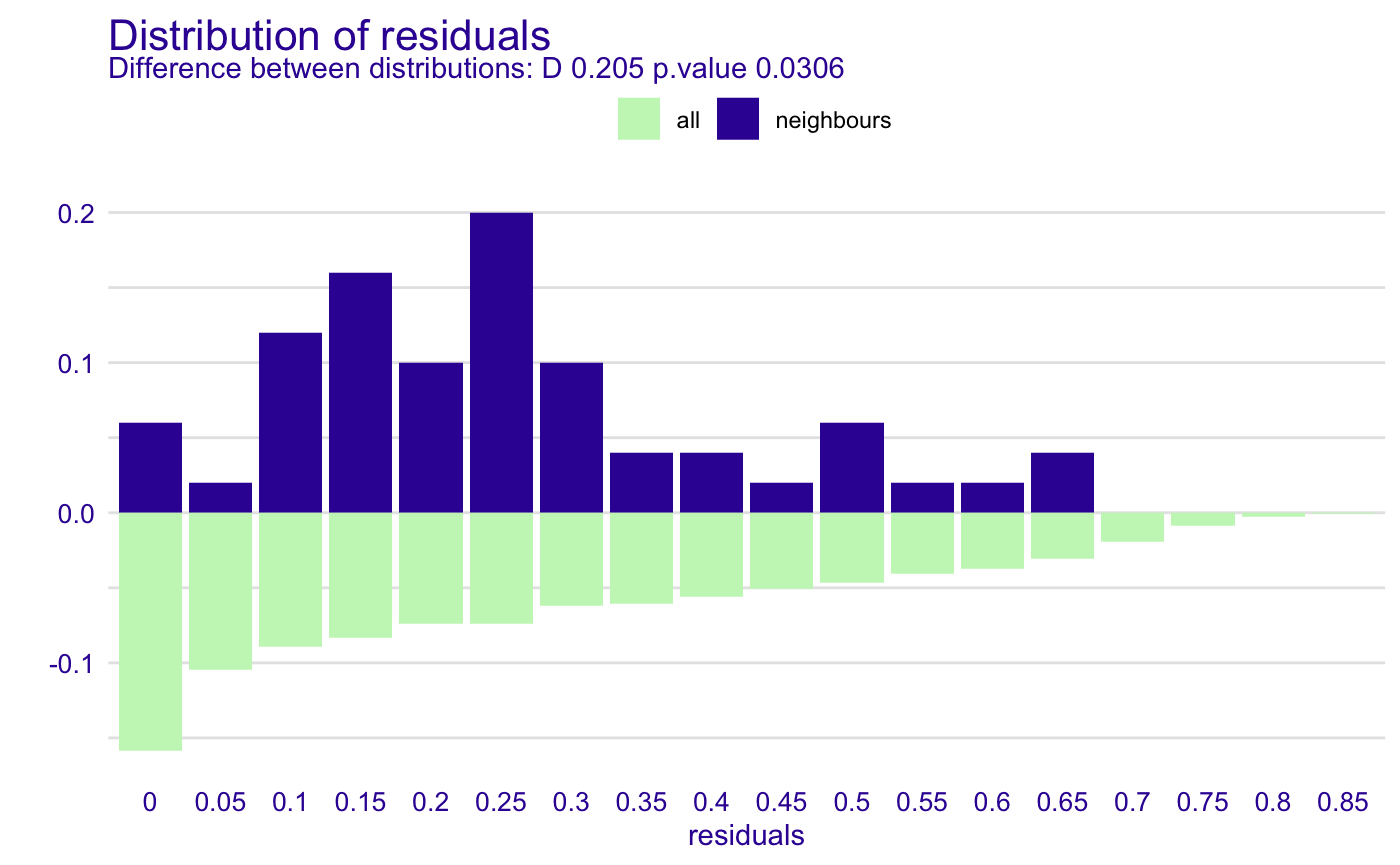 Distribution of residuals
Difference between distributions: D 0.205 p.value 0.0306
all neighbours
0.2
0.1
0.0
-0.1
0 0.05 0.1 0.15 0.2 0.25 0.3 0.35 0.4 0.45 0.5 0.55 0.6 0.65 0.7 0.75 0.8 0.85
residuals